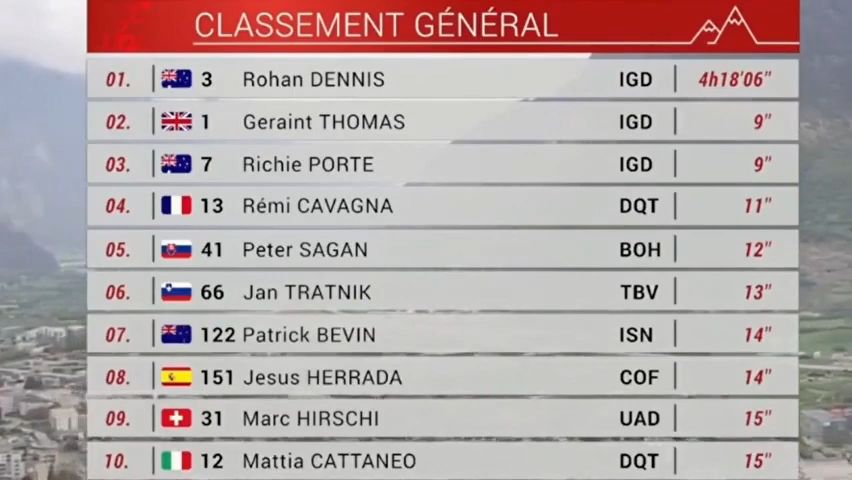 CLASSEMENT GÉNÉRAL
01. 3 Rohan DENNIS IGD 4h18'06"
02. 1 Geraint THOMAS IGD 9"
03. 7 Richie PORTE IGD 9"
04. 13 Rémi CAVAGNA DQT 11"
05. 41 Peter SAGAN BOH 12"
06. 66 Jan TRATNIK TBV 13"
07. 122 Patrick BEVIN ISN 14"
08. 151 Jesus HERRADA COF 14"
09. 31 Marc HIRSCHI UAD 15"
10. 12 Mattia CATTANEO DQT 15"